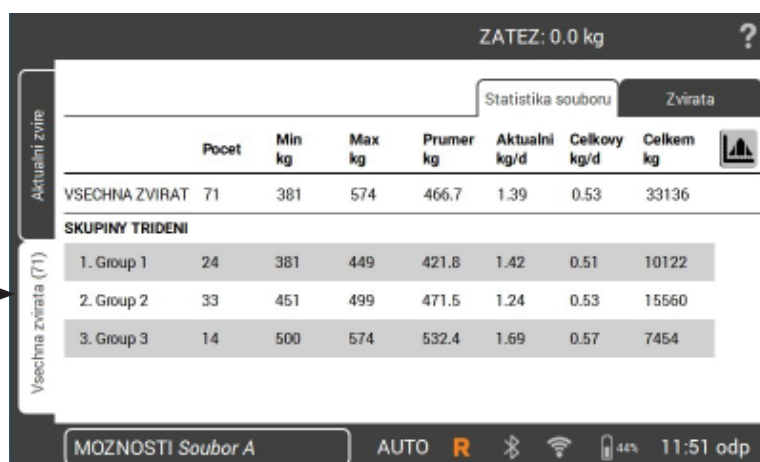 ZATEZ: 0.0 kg ?
Aktualni zvire
Vsechna zvirata (71)
Statistika souboru Zvirata
Pocet Min kg Max kg Prumer kg Aktualni kg/d Celkovy kg/d Celkem kg
VSECHNA ZVIRAT 71 381 574 466.7 1.39 0.53 33136
SKUPINY TRIDENI
1. Group 1 24 381 449 421.8 1.42 0.51 10122
2. Group 2 33 451 499 471.5 1.24 0.53 15560
3. Group 3 14 500 574 532.4 1.69 0.57 7454
MOZNOSTI Soubor A AUTO R 44% 11:51 odp